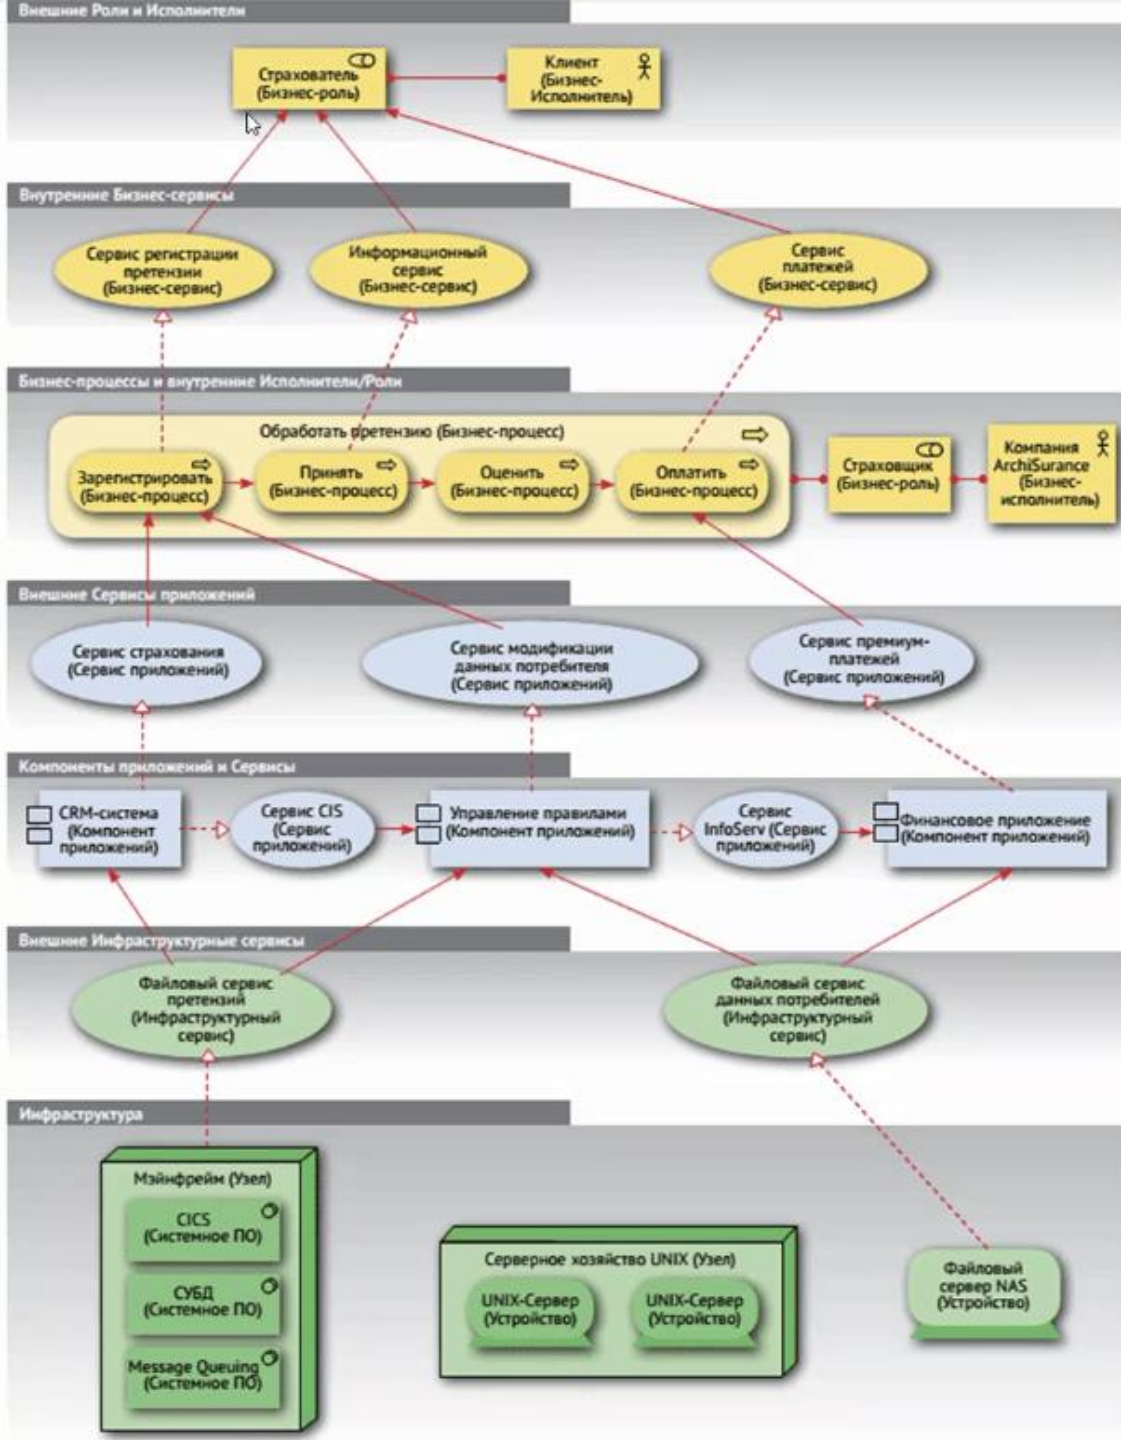 Внешние Роли и Исполнители
Страхователь
(Бизнес-роль)
Клиент
(Бизнес-
Исполнитель)
Внутренние Бизнес-сервисы
Сервис регистрации
претензии
(Бизнес-сервис)
Информационный
сервис
(Бизнес-сервис)
Сервис
платежей
(Бизнес-сервис)
Бизнес-процессы и внутренние Исполнители/Роли
Обработать претензию (Бизнес-процесс)
Зарегистрировать
(Бизнес-процесс)
Принять
(Бизнес-процесс)
Оценить
(Бизнес-процесс)
Оплатить
(Бизнес-процесс)
Страховщик
(Бизнес-роль)
Компания
ArchiSurance
(Бизнес-
исполнитель)
Внешние Сервисы приложений
Сервис страхования
(Сервис приложений)
Сервис модификации
данных потребителя
(Сервис приложений)
Сервис премиум-
платежей
(Сервис приложений)
Компоненты приложений и Сервисы
CRM-система
(Компонент
приложений)
Сервис CIS
(Сервис
приложений)
Управление правилами
(Компонент приложений)
Сервис
InfoServ (Сервис
приложений)
Финансовое приложение
(Компонент приложений)
Внешние Инфраструктурные сервисы
Файловый сервис
претензий
(Инфраструктурный
сервис)
Файловый сервис
данных потребителей
(Инфраструктурный
сервис)
Инфраструктура
Мэйнфрейм (Узел)
CICS
(Системное ПО)
СУБД
(Системное ПО)
Message Queuing
(Системное ПО)
Серверное хозяйство UNIX (Узел)
UNIX-Сервер
(Устройство)
UNIX-Сервер
(Устройство)
Файловый
сервер NAS
(Устройство)